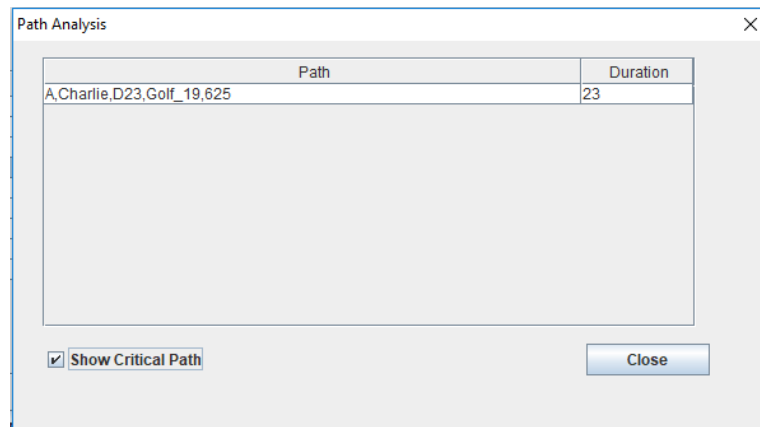 Path Analysis
Path Duration
A,Charlie,D23,Golf_19,625 23
Show Critical Path Close